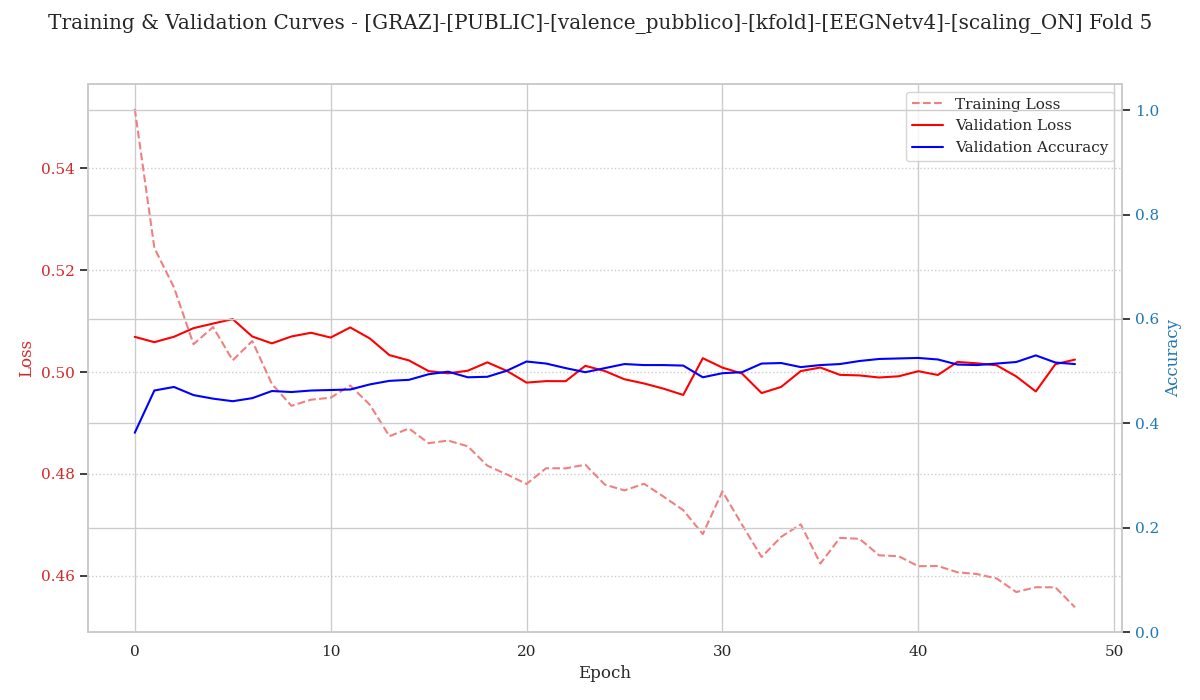 Training & Validation Curves - [GRAZ]-[PUBLIC]-[valence_pubblico]-[kfold]-[EEGNetv4]-[scaling_ON] Fold 5
Training Loss
Validation Loss
Validation Accuracy
0.54
0.52
0.50
0.48
0.46
Loss
1.0
0.8
0.6
0.4
0.2
0.0
Accuracy
0 10 20 30 40 50
Epoch